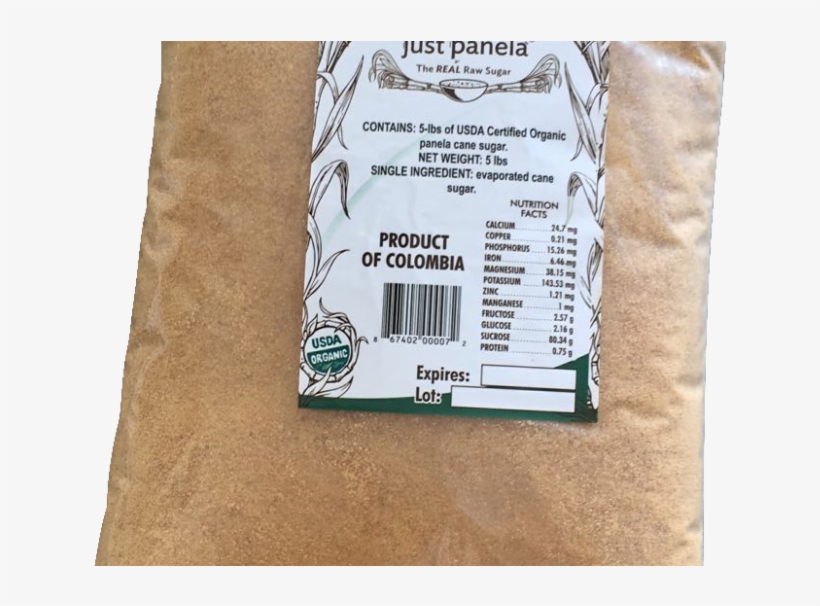 just panela
The REAL Raw Sugar
CONTAINS: 5-lbs of USDA Certified Organic
panela cane sugar.
NET WEIGHT: 5 lbs
SINGLE INGREDIENT: evaporated cane
sugar.
NUTRITION
FACTS
CALCIUM 24.7 mg
COPPER 0.21 mg
PHOSPHORUS 15.26 mg
IRON 6.46 mg
MAGNESIUM 38.15 mg
POTASSIUM 143.53 mg
ZINC 1.21 mg
MANGANESE 1 mg
FRUCTOSE 2.57 g
GLUCOSE 2.16 g
SUCROSE 80.34 g
PROTEIN 0.75 g
PRODUCT
OF COLOMBIA
8 67402 00007 2
USDA
ORGANIC
Expires:
Lot: